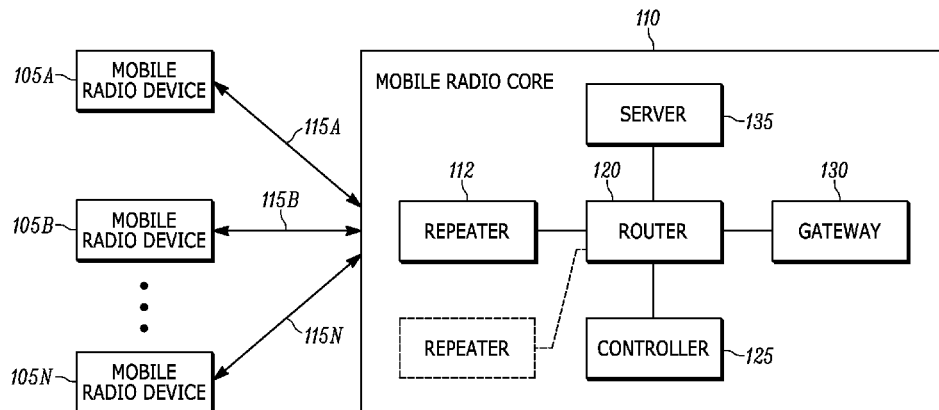 110
MOBILE
RADIO DEVICE
105A
MOBILE RADIO CORE
SERVER
135
115A
112
120
130
115B
MOBILE
RADIO DEVICE
105B
REPEATER
ROUTER
GATEWAY
115N
REPEATER
CONTROLLER
125
MOBILE
RADIO DEVICE
105N